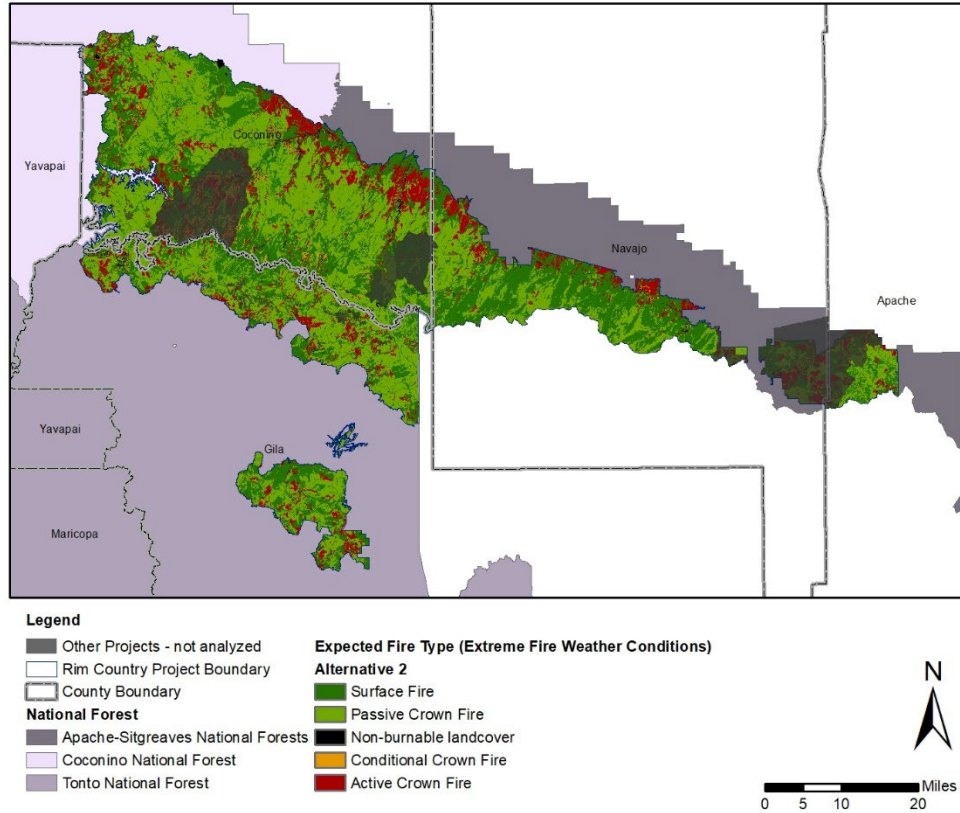 Coconino
Yavapai
Navajo
Apache
Yavapai
Gila
Maricopa
Legend
Other Projects - not analyzed
Rim Country Project Boundary
County Boundary
National Forest
Apache-Sitgreaves National Forests
Coconino National Forest
Tonto National Forest
Expected Fire Type (Extreme Fire Weather Conditions)
Alternative 2
Surface Fire
Passive Crown Fire
Non-burnable landcover
Conditional Crown Fire
Active Crown Fire
N
Miles
0 5 10 20